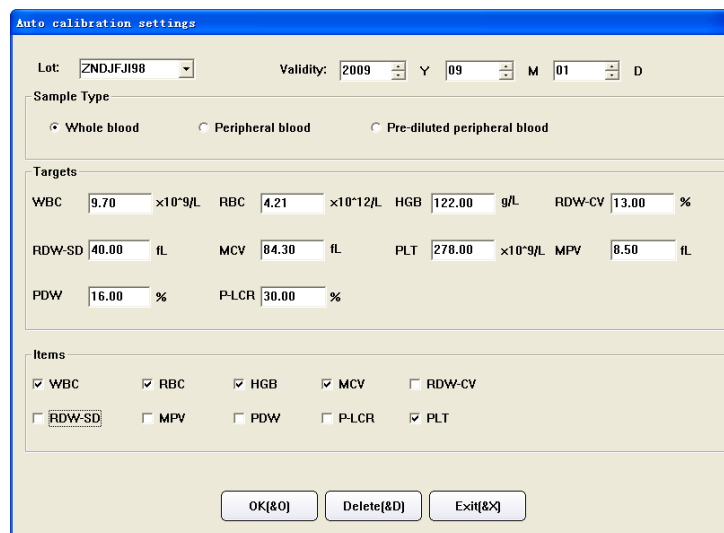 Auto calibration settings
Lot: ZNDJFJI98 Validity: 2009 Y 09 M 01 D
Sample Type
Whole blood Peripheral blood Pre-diluted peripheral blood
Targets
WBC 9.70 ×10^9/L RBC 4.21 ×10^12/L HGB 122.00 g/L RDW-CV 13.00 %
RDW-SD 40.00 fL MCV 84.30 fL PLT 278.00 ×10^9/L MPV 8.50 fL
PDW 16.00 % P-LCR 30.00 %
Items
WBC RBC HGB MCV RDW-CV
RDW-SD MPV PDW P-LCR PLT
OK(&O) Delete(&D) Exit(&X)